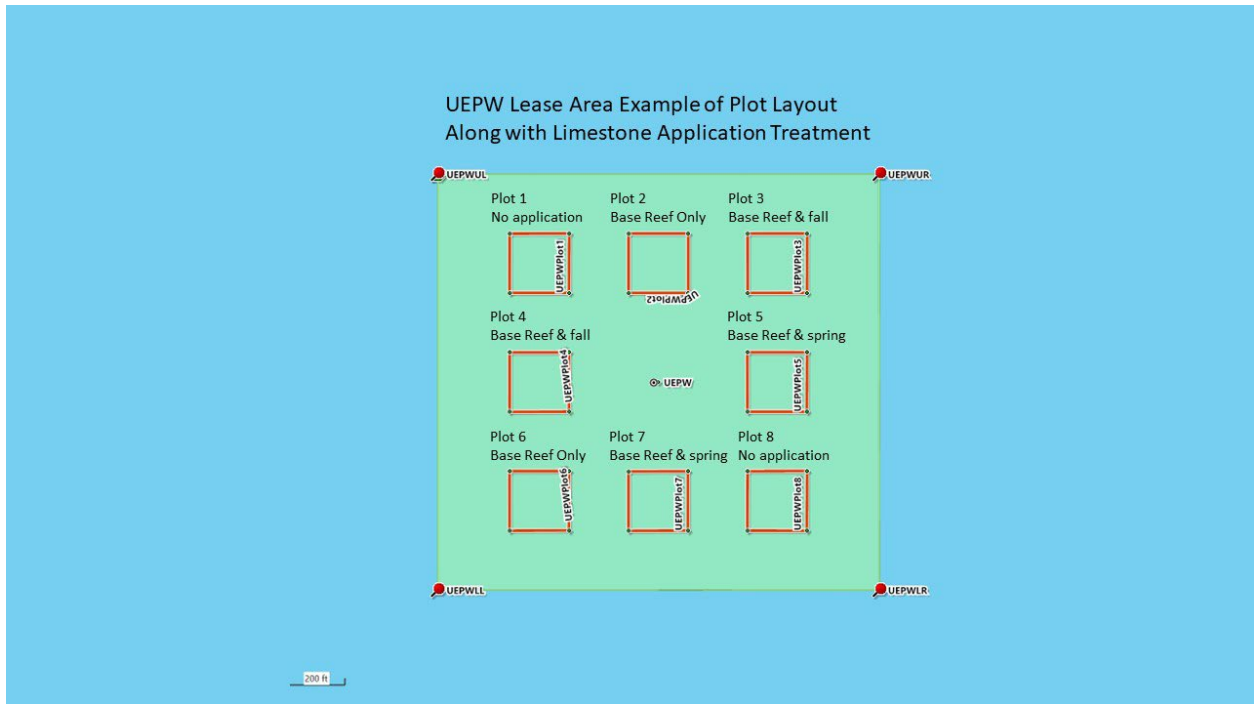 UEPW Lease Area Example of Plot Layout
Along with Limestone Application Treatment
UEPWUL
UEPWUR
Plot 1
No application
Plot 2
Base Reef Only
Plot 3
Base Reef & fall
UEPWPlot1
UEPWPlot2
UEPWPlot3
Plot 4
Base Reef & fall
Plot 5
Base Reef & spring
UEPWPlot4
UEPW
UEPWPlot5
Plot 6
Base Reef Only
Plot 7
Base Reef & spring
Plot 8
No application
UEPWPlot6
UEPWPlot7
UEPWPlot8
UEPWLL
UEPWLR
200 ft